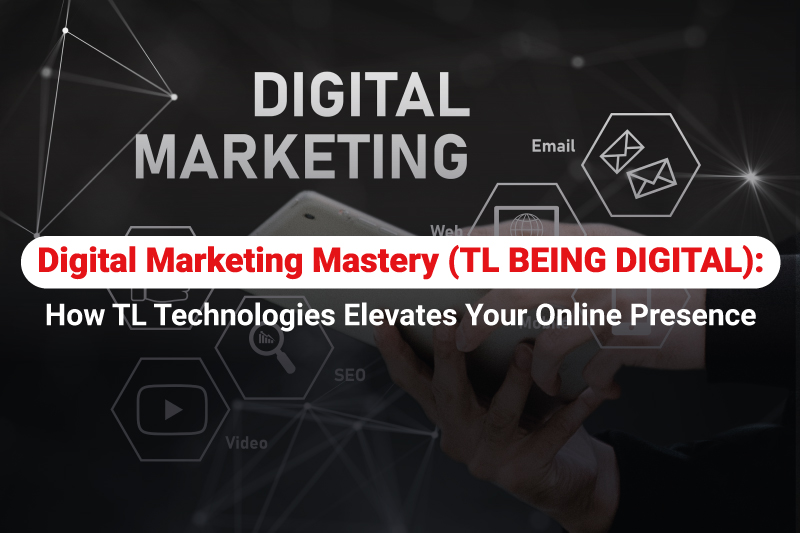 DIGITAL
MARKETING
Email
Web
Digital Marketing Mastery (TL BEING DIGITAL):
How TL Technologies Elevates Your Online Presence
Mobile
SEO
Video